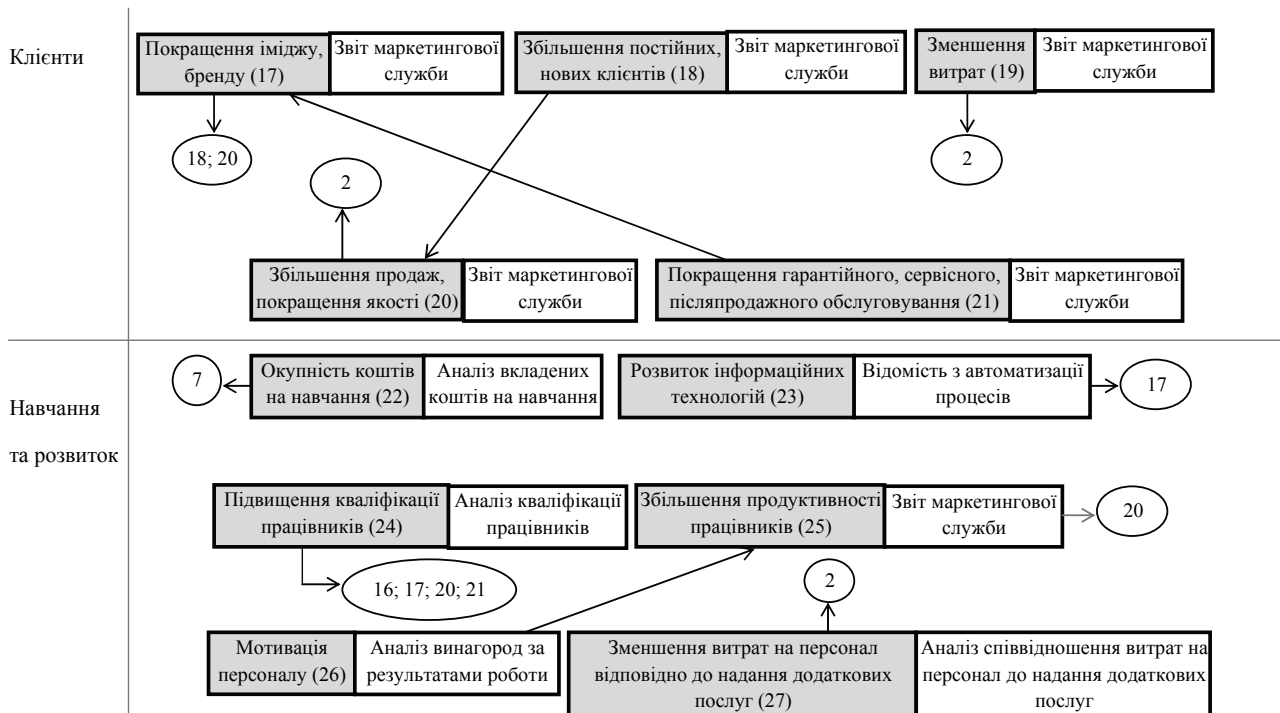 Клієнти
Покращення іміджу,
бренду (17)
Звіт маркетингової
служби
Збільшення постійних,
нових клієнтів (18)
Звіт маркетингової
служби
Зменшення
витрат (19)
Звіт маркетингової
служби
18; 20
2
2
Збільшення продаж,
покращення якості (20)
Звіт маркетингової
служби
Покращення гарантійного, сервісного,
післяпродажного обслуговування (21)
Звіт маркетингової
служби
Навчання
та розвиток
7
Окупність коштів
на навчання (22)
Аналіз вкладених
коштів на навчання
Розвиток інформаційних
технологій (23)
Відомість з автоматизації
процесів
17
Підвищення кваліфікації
працівників (24)
Аналіз кваліфікації
працівників
Збільшення продуктивності
працівників (25)
Звіт маркетингової
служби
20
16; 17; 20; 21
2
Мотивація
персоналу (26)
Аналіз винагород за
результатами роботи
Зменшення витрат на персонал
відповідно до надання додаткових
послуг (27)
Аналіз співвідношення витрат на
персонал до надання додаткових
послуг